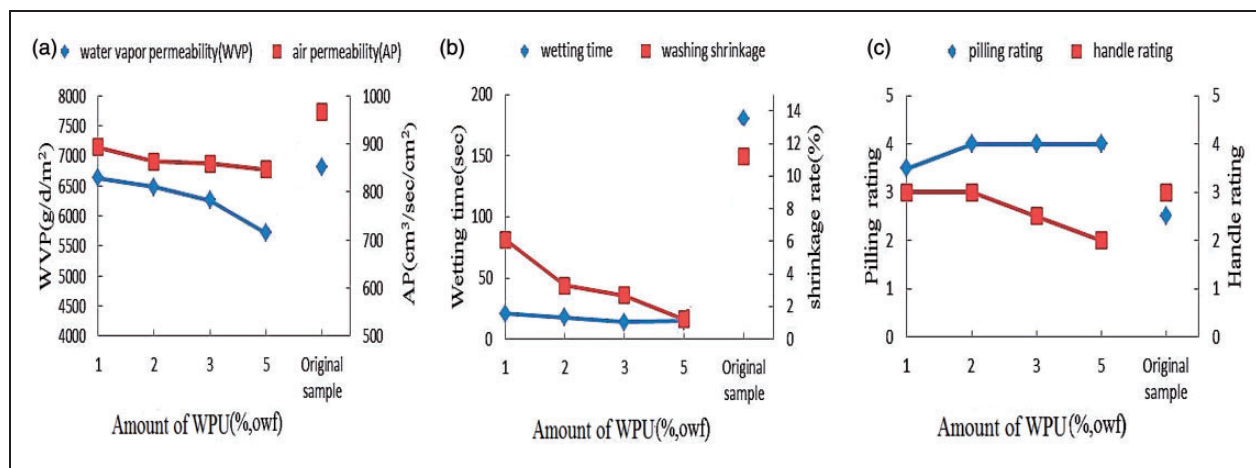 (a)
water vapor permeability(WVP) air permeability(AP)
8000
7500
7000
6500
6000
5500
5000
4500
4000
WVP(g/d/m²)
1000
900
800
700
600
500
AP(cm³/sec/cm²)
1 2 3 5 Original
sample
Amount of WPU(%,owf)
(b)
wetting time washing shrinkage
200
150
100
50
0
Wetting time(sec)
14
12
10
8
6
4
2
0
shrinkage rate(%)
1 2 3 5 Original
sample
Amount of WPU(%,owf)
(c)
pilling rating handle rating
5
4
3
2
1
0
Pilling rating
5
4
3
2
1
0
Handle rating
1 2 3 5 Original
sample
Amount of WPU(%,owf)